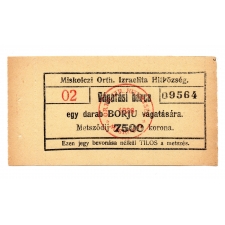 Miskolczi Orth. Izraelita Hitközség.
02 Vágatási bárca 09564
egy darab BORJU vágatására.
Metsződíj 7500 korona.
Ezen jegy bevonása nélkül TILOS a metszés.